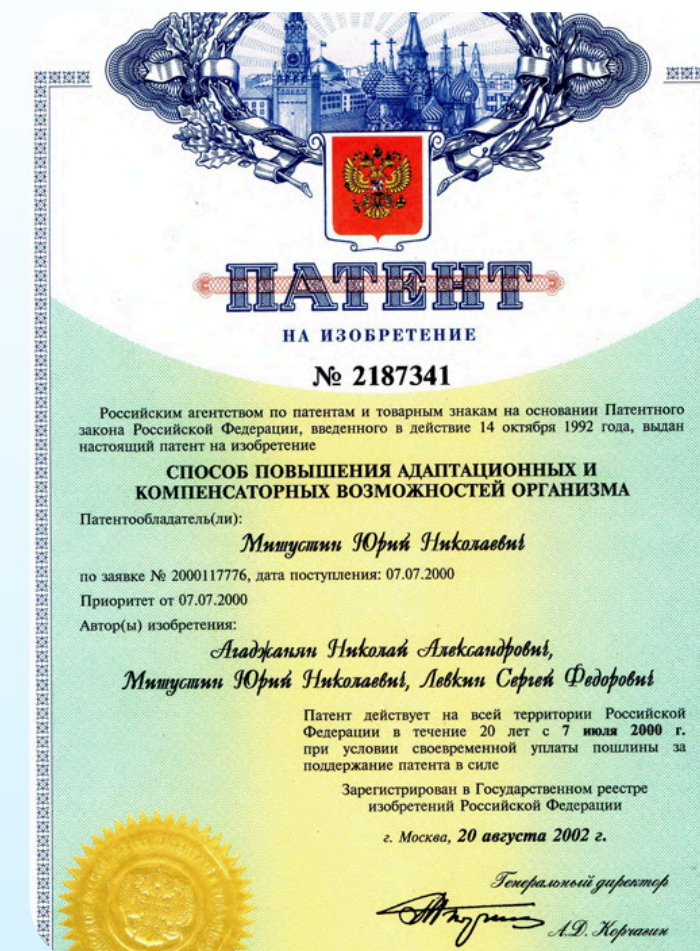 ПАТЕНТ
НА ИЗОБРЕТЕНИЕ
№ 2187341
Российским агентством по патентам и товарным знакам на основании Патентного
закона Российской Федерации, введенного в действие 14 октября 1992 года, выдан
настоящий патент на изобретение
СПОСОБ ПОВЫШЕНИЯ АДАПТАЦИОННЫХ И
КОМПЕНСАТОРНЫХ ВОЗМОЖНОСТЕЙ ОРГАНИЗМА
Патентообладатель(ли):
Мишустин Юрий Николаевич
по заявке № 2000117776, дата поступления: 07.07.2000
Приоритет от 07.07.2000
Автор(ы) изобретения:
Агаджанян Николай Александрович,
Мишустин Юрий Николаевич, Левкин Сергей Федорович
Патент действует на всей территории Российской
Федерации в течение 20 лет с 7 июля 2000 г.
при условии своевременной уплаты пошлины за
поддержание патента в силе
Зарегистрирован в Государственном реестре
изобретений Российской Федерации
г. Москва, 20 августа 2002 г.
Генеральный директор
А.Д. Корчагин